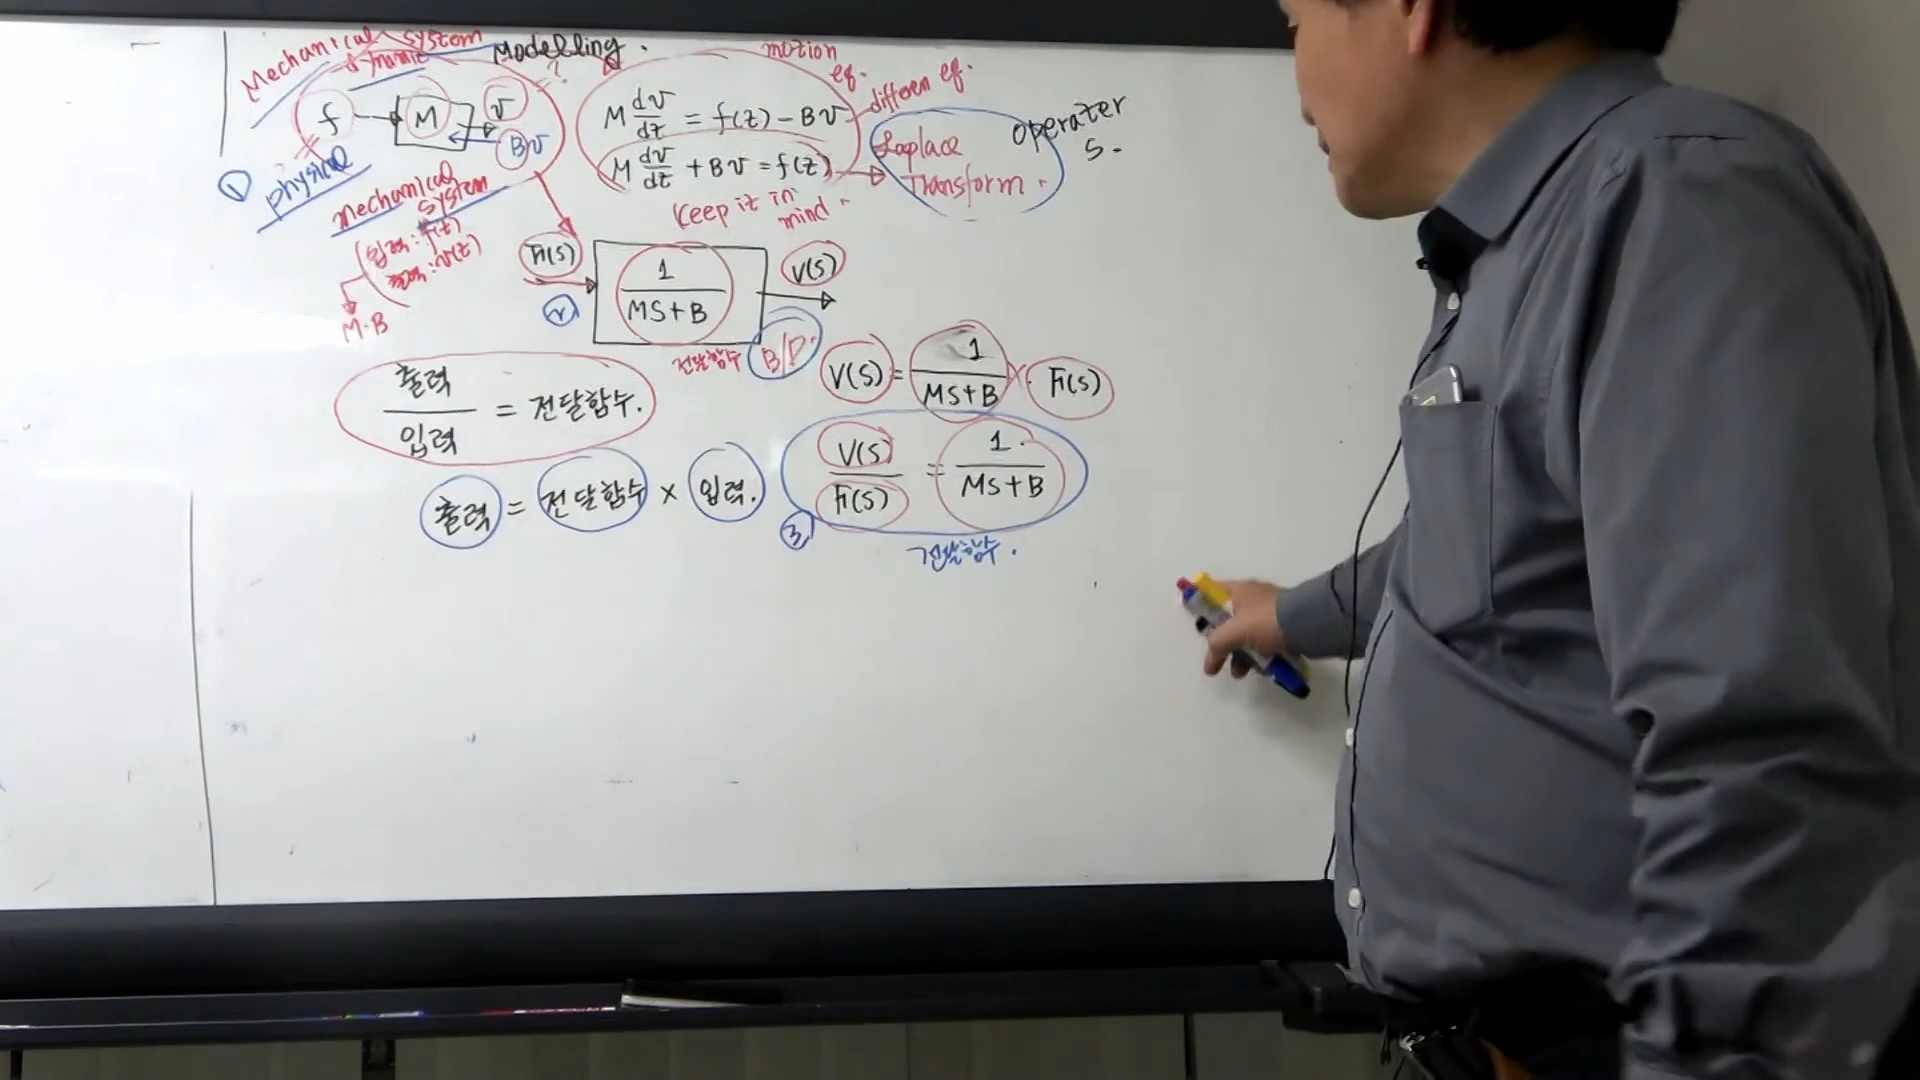 Mechanical system
dynamic
Modelling.
?
f → M v
Bv
① physical
mechanical
system
입력 : f(t)
출력 : v(t)
M·B
motion
eq.
M dv/dt = f(t) - Bv
differen eq.
M dv/dt + Bv = f(t)
Laplace
Transform.
operater
S.
Keep it in
mind.
F(s)
②
1
MS+B
V(s)
전달함수 B/D.
출력
입력
= 전달함수.
V(s) = 1/MS+B × F(s)
출력 = 전달함수 × 입력.
V(s)/F(s) = 1/MS+B
③
전달함수.